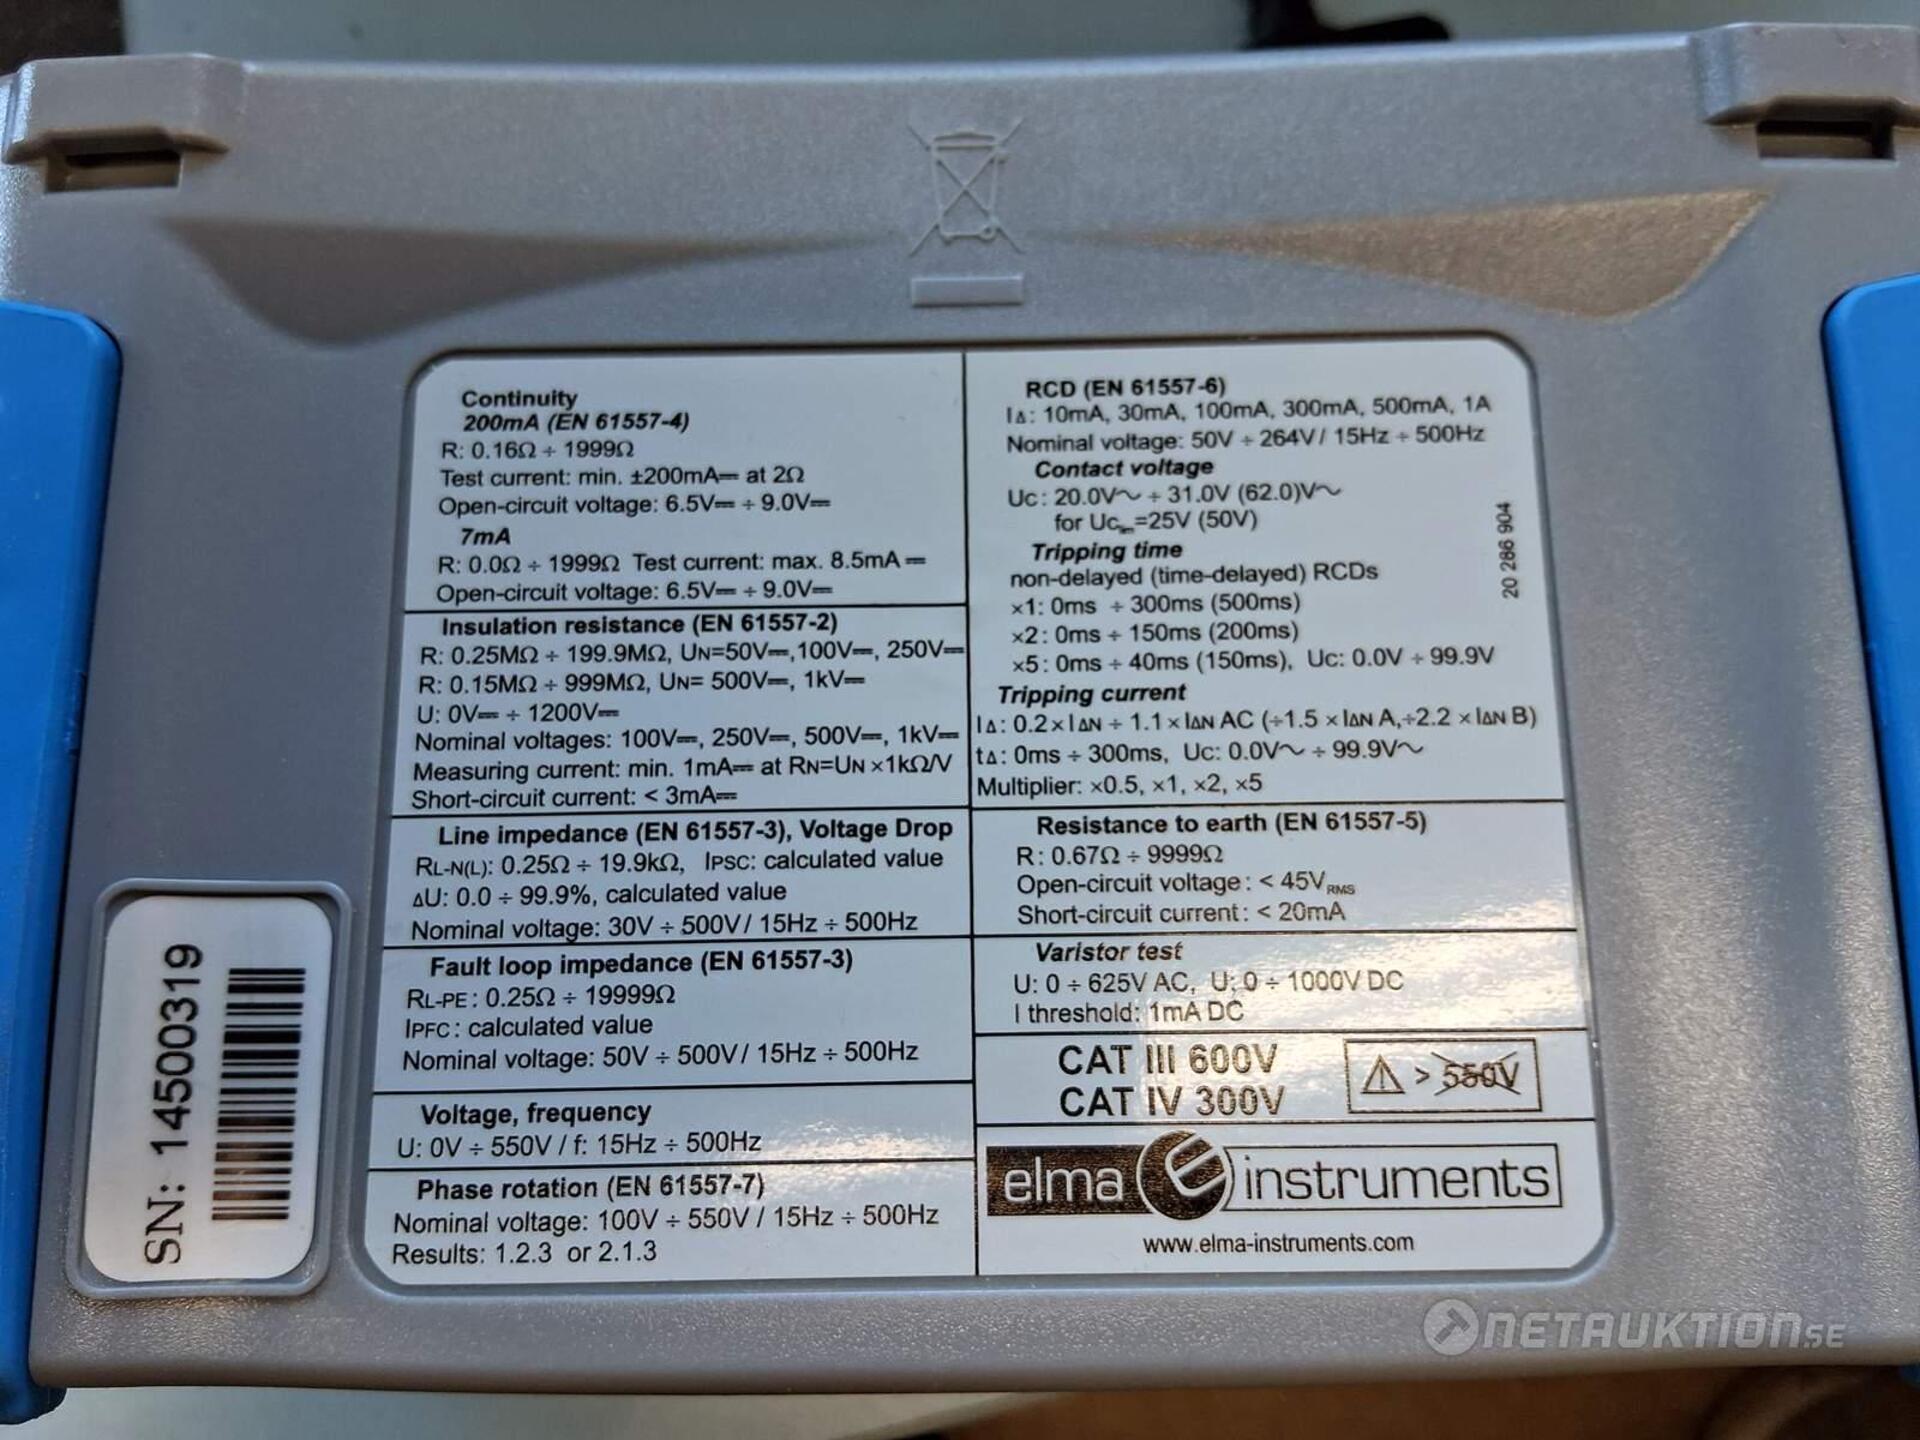 Continuity
200mA (EN 61557-4)
R: 0.16Ω ÷ 1999Ω
Test current: min. ±200mA⎓ at 2Ω
Open-circuit voltage: 6.5V⎓ ÷ 9.0V⎓
7mA
R: 0.0Ω ÷ 1999Ω Test current: max. 8.5mA⎓
Open-circuit voltage: 6.5V⎓ ÷ 9.0V⎓
Insulation resistance (EN 61557-2)
R: 0.25MΩ ÷ 199.9MΩ, UN=50V⎓,100V⎓, 250V⎓
R: 0.15MΩ ÷ 999MΩ, UN= 500V⎓, 1kV⎓
U: 0V⎓ ÷ 1200V⎓
Nominal voltages: 100V⎓, 250V⎓, 500V⎓, 1kV⎓
Measuring current: min. 1mA⎓ at RN=UN ×1kΩ/V
Short-circuit current: < 3mA⎓
Line impedance (EN 61557-3), Voltage Drop
RL-N(L): 0.25Ω ÷ 19.9kΩ, IPSC: calculated value
ΔU: 0.0 ÷ 99.9%, calculated value
Nominal voltage: 30V ÷ 500V/ 15Hz ÷ 500Hz
Fault loop impedance (EN 61557-3)
RL-PE: 0.25Ω ÷ 19999Ω
IPFC: calculated value
Nominal voltage: 50V ÷ 500V/ 15Hz ÷ 500Hz
Voltage, frequency
U: 0V ÷ 550V / f: 15Hz ÷ 500Hz
Phase rotation (EN 61557-7)
Nominal voltage: 100V ÷ 550V / 15Hz ÷ 500Hz
Results: 1.2.3 or 2.1.3
RCD (EN 61557-6)
IΔ: 10mA, 30mA, 100mA, 300mA, 500mA, 1A
Nominal voltage: 50V ÷ 264V/ 15Hz ÷ 500Hz
Contact voltage
Uc: 20.0V~ ÷ 31.0V (62.0)V~
for Uc =25V (50V)
Tripping time
non-delayed (time-delayed) RCDs
×1: 0ms ÷ 300ms (500ms)
×2: 0ms ÷ 150ms (200ms)
×5: 0ms ÷ 40ms (150ms), Uc: 0.0V ÷ 99.9V
Tripping current
IΔ: 0.2×IΔN ÷ 1.1×IΔN AC (÷1.5 ×IΔN A,÷2.2 ×IΔN B)
tΔ: 0ms ÷ 300ms, Uc: 0.0V~ ÷ 99.9V~
Multiplier: ×0.5, ×1, ×2, ×5
20 286 904
Resistance to earth (EN 61557-5)
R: 0.67Ω ÷ 9999Ω
Open-circuit voltage: < 45VRMS
Short-circuit current: < 20mA
Varistor test
U: 0 ÷ 625V AC, U: 0 ÷ 1000V DC
I threshold: 1mA DC
CAT III 600V
CAT IV 300V
> 550V
elma instruments
www.elma-instruments.com
SN: 14500319
NETAUKTION.SE